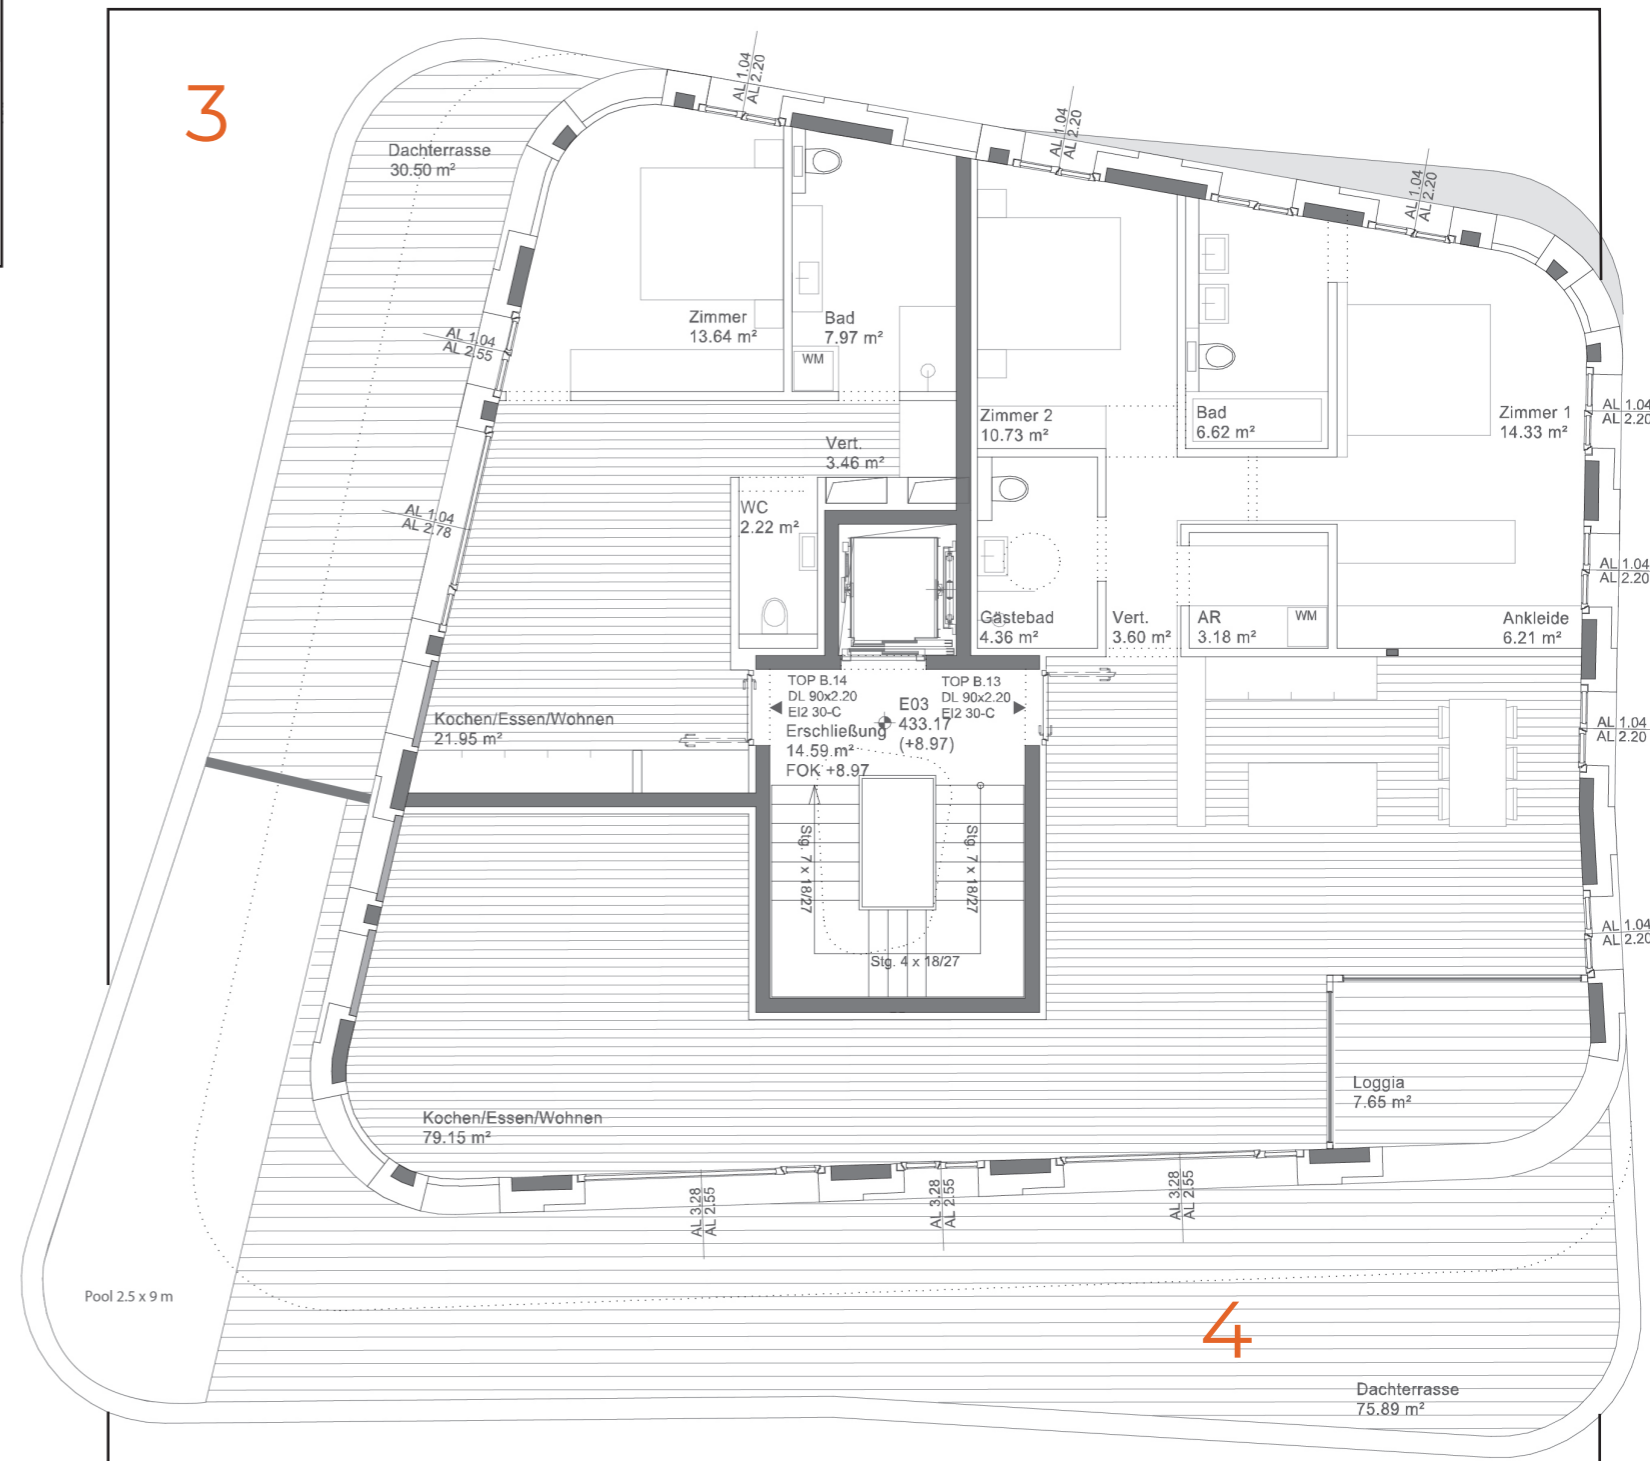 3
AL 1.04
AL 2.20
AL 1.04
AL 2.20
AL 1.04
AL 2.20
Dachterrasse
30.50 m²
Zimmer
13.64 m²
Bad
7.97 m²
WM
AL 1.04
AL 2.55
Zimmer 2
10.73 m²
Bad
6.62 m²
Zimmer 1
14.33 m²
AL 1.04
AL 2.20
Vert.
3.46 m²
WC
2.22 m²
AL 1.04
AL 2.78
AL 1.04
AL 2.20
Gästebad
4.36 m²
Vert.
3.60 m²
AR
3.18 m²
WM
Ankleide
6.21 m²
TOP B.14
DL 90x2.20
EI2 30-C
TOP B.13
DL 90x2.20
EI2 30-C
E03
433.17
(+8.97)
Erschließung
14.59 m²
FOK +8.97
Kochen/Essen/Wohnen
21.95 m²
AL 1.04
AL 2.20
Stg. 7 x 18/27
Stg. 7 x 18/27
Stg. 4 x 18/27
AL 1.04
AL 2.20
Loggia
7.65 m²
Kochen/Essen/Wohnen
79.15 m²
AL 3.28
AL 2.55
AL 3.28
AL 2.55
AL 3.28
AL 2.55
Pool 2.5 x 9 m
4
Dachterrasse
75.89 m²